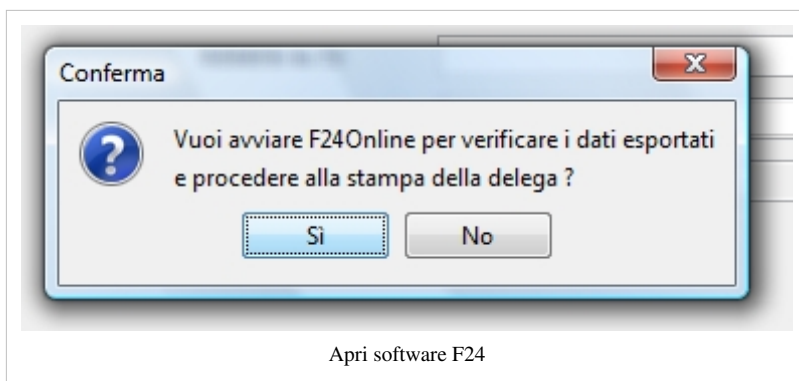 Conferma
Vuoi avviare F24Online per verificare i dati esportati
e procedere alla stampa della delega ?
Sì
No
Apri software F24